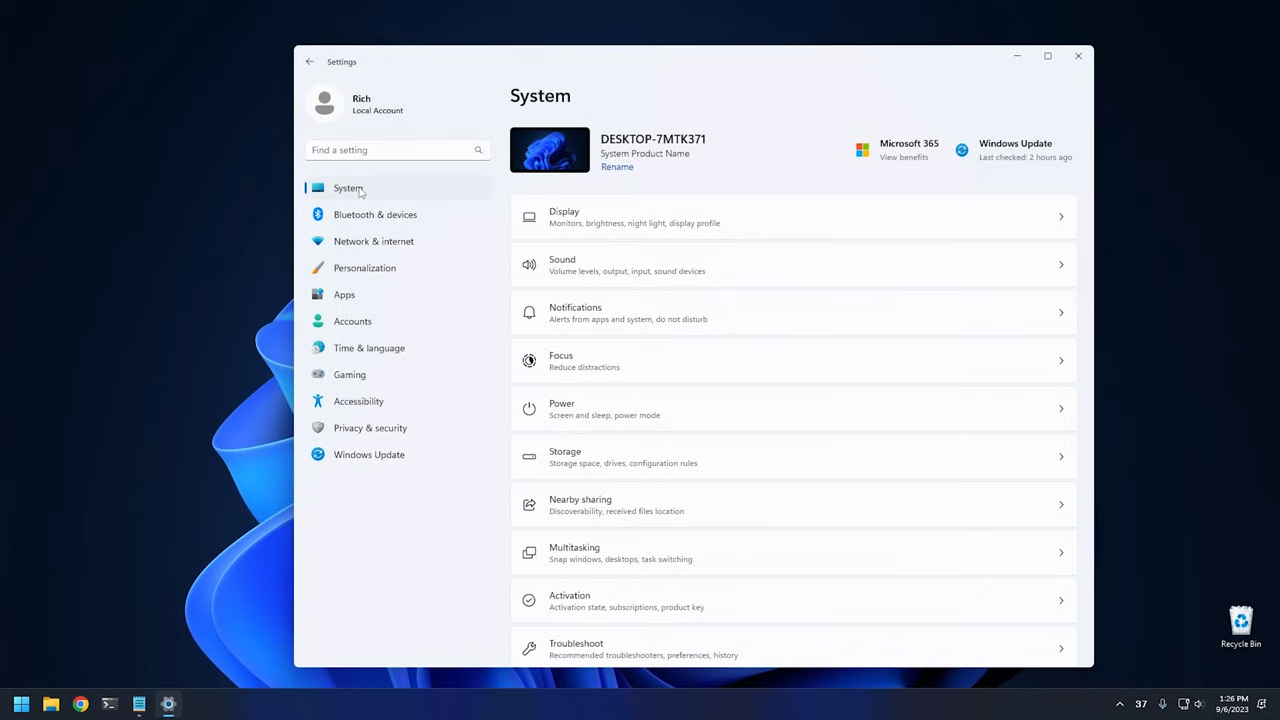 Settings
Rich
Local Account
Find a setting
System
Bluetooth & devices
Network & internet
Personalization
Apps
Accounts
Time & language
Gaming
Accessibility
Privacy & security
Windows Update
System
DESKTOP-7MTK371
System Product Name
Rename
Microsoft 365
View benefits
Windows Update
Last checked: 2 hours ago
Display
Monitors, brightness, night light, display profile
Sound
Volume levels, output, input, sound devices
Notifications
Alerts from apps and system, do not disturb
Focus
Reduce distractions
Power
Screen and sleep, power mode
Storage
Storage space, drives, configuration rules
Nearby sharing
Discoverability, received files location
Multitasking
Snap windows, desktops, task switching
Activation
Activation state, subscriptions, product key
Troubleshoot
Recommended troubleshooters, preferences, history
Recycle Bin
37
1:26 PM
9/6/2023